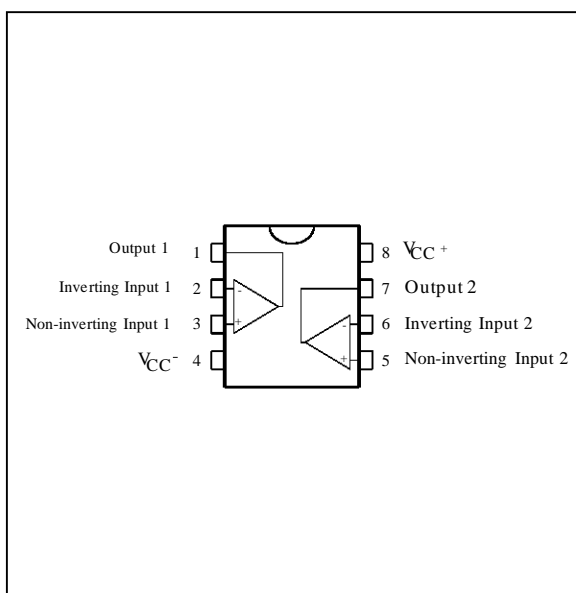 Output 1 1
Inverting Input 1 2 -
Non-inverting Input 1 3 +
VCC- 4
8 VCC+
7 Output 2
- 6 Inverting Input 2
+ 5 Non-inverting Input 2